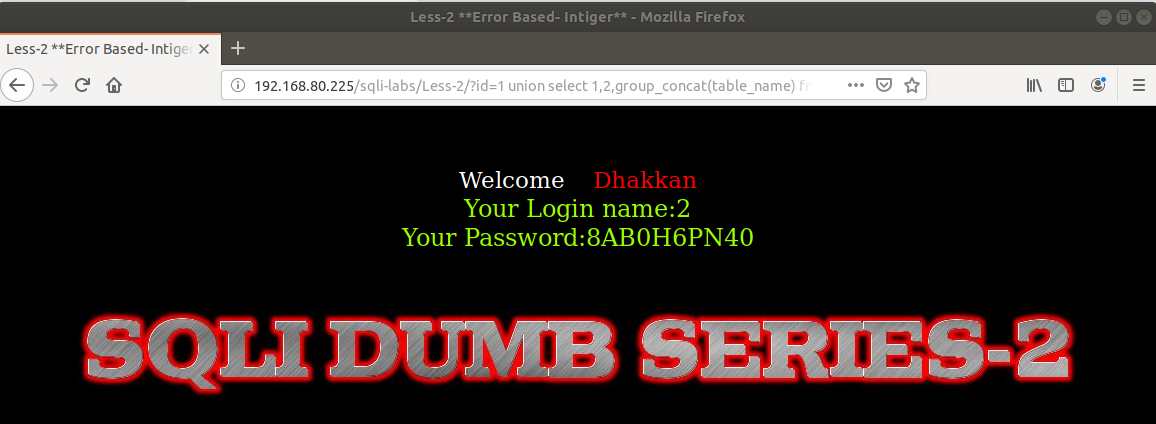 Less-2 **Error Based- Intiger** - Mozilla Firefox
Less-2 **Error Based- Intiger
192.168.80.225/sqli-labs/Less-2/?id=1 union select 1,2,group_concat(table_name) fr
Welcome Dhakkan
Your Login name:2
Your Password:8AB0H6PN40
SQLI DUMB SERIES-2